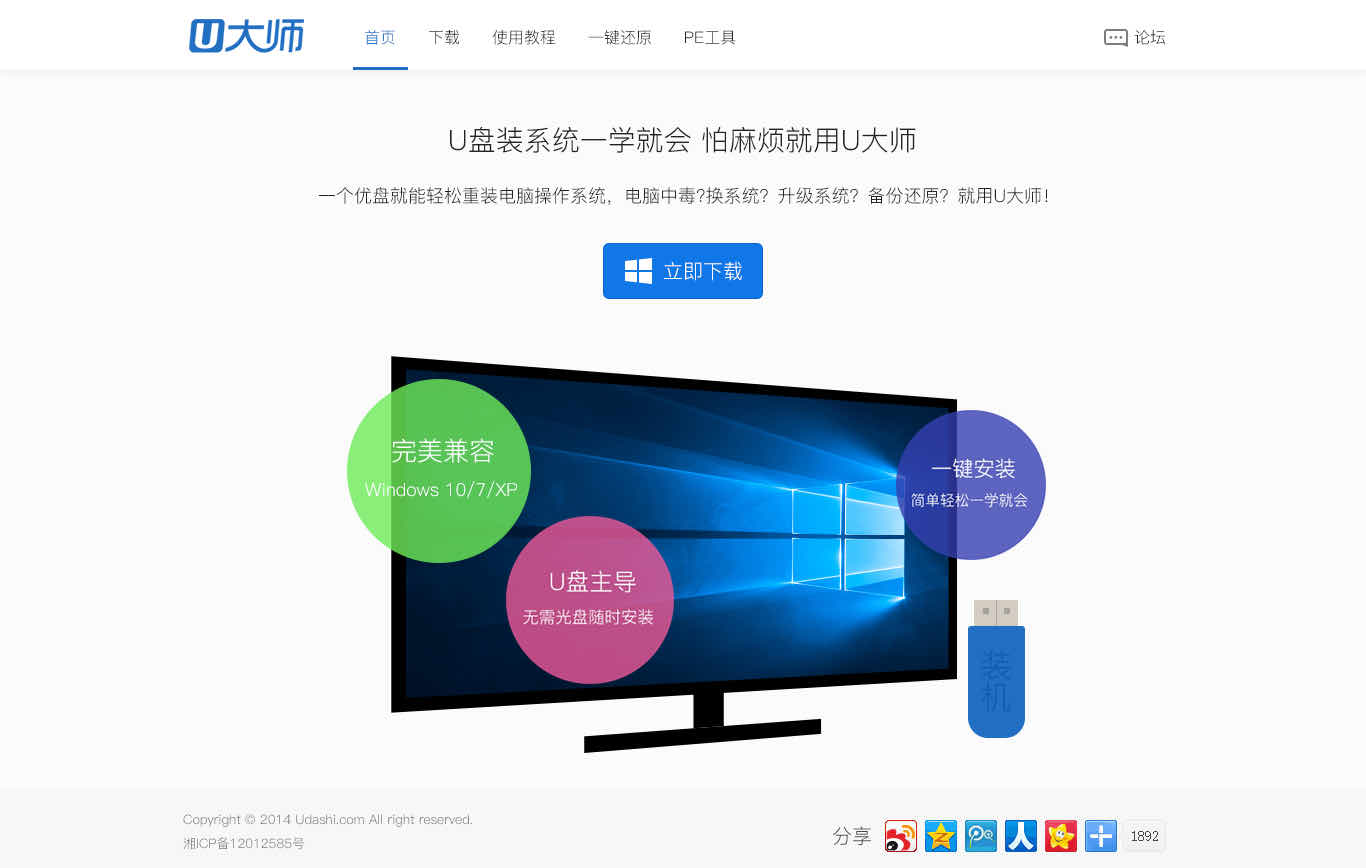 U大师
首页 下载 使用教程 一键还原 PE工具 论坛
U盘装系统一学就会 怕麻烦就用U大师
一个优盘就能轻松重装电脑操作系统，电脑中毒?换系统？升级系统？备份还原？就用U大师！
立即下载
完美兼容
Windows 10/7/XP
一键安装
简单轻松一学就会
U盘主导
无需光盘随时安装
装
机
Copyright © 2014 Udashi.com All right reserved.
湘ICP备12012585号
分享 1892